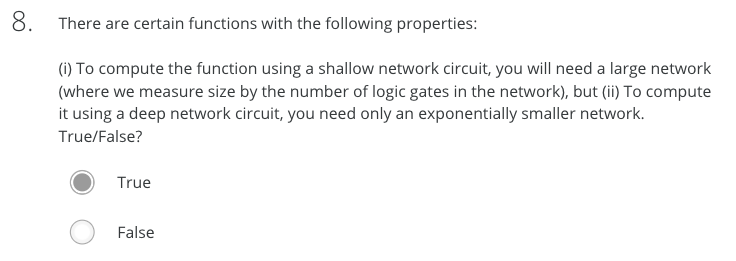 8. There are certain functions with the following properties:
(i) To compute the function using a shallow network circuit, you will need a large network
(where we measure size by the number of logic gates in the network), but (ii) To compute
it using a deep network circuit, you need only an exponentially smaller network.
True/False?
True
False